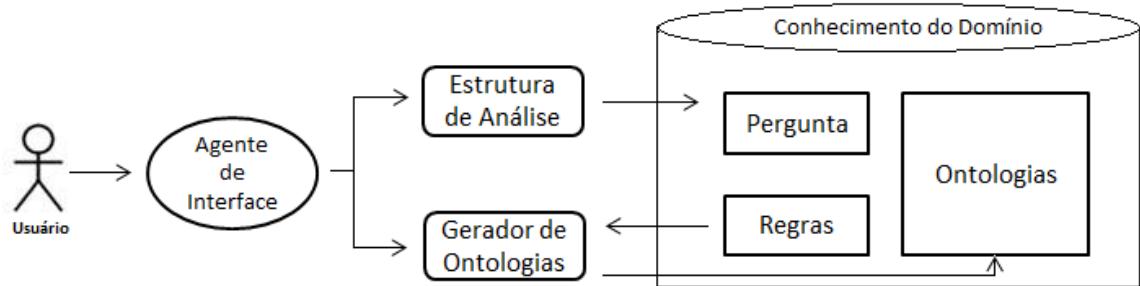 Usuário
Agente
de
Interface
Estrutura
de Análise
Gerador de
Ontologias
Conhecimento do Domínio
Pergunta
Regras
Ontologias